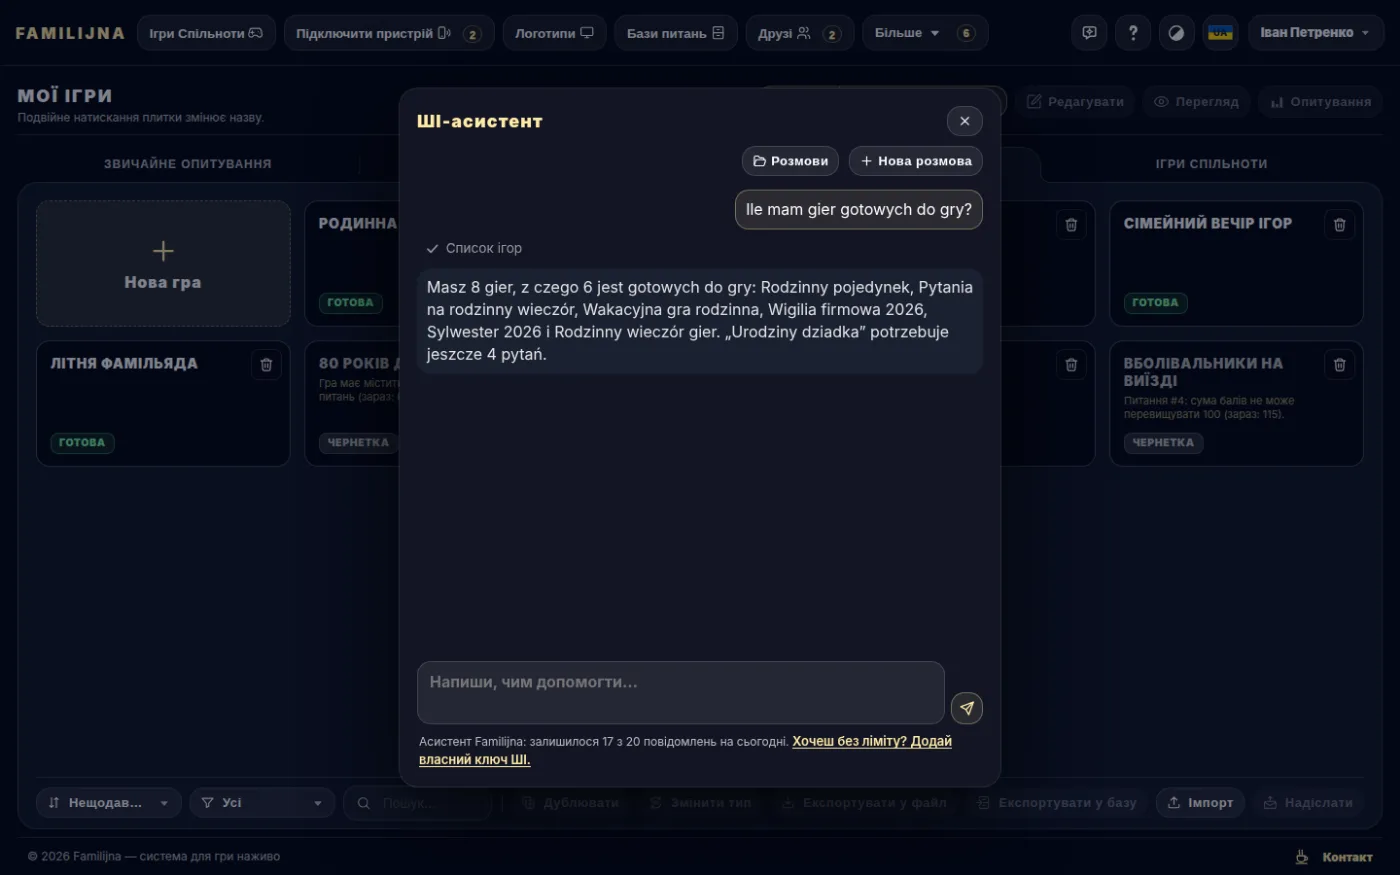 FAMILIJNA
Ігри Спільноти
Підключити пристрій 2
Логотипи
Бази питань
Друзі 2
Більше 6
?
Іван Петренко
МОЇ ІГРИ
Подвійне натискання плитки змінює назву.
Редагувати
Перегляд
Опитування
ЗВИЧАЙНЕ ОПИТУВАННЯ
ІГРИ СПІЛЬНОТИ
Нова гра
РОДИННА
ГОТОВА
СІМЕЙНИЙ ВЕЧІР ІГОР
ГОТОВА
ЛІТНЯ ФАМІЛЬЯДА
ГОТОВА
80 РОКІВ
Гра має містити
питань (зараз:
ЧЕРНЕТКА
ВБОЛІВАЛЬНИКИ НА
ВИЇЗДІ
Питання #4: сума балів не може
перевищувати 100 (зараз: 115).
ЧЕРНЕТКА
ШІ-асистент
Розмови
Нова розмова
Ile mam gier gotowych do gry?
Список ігор
Masz 8 gier, z czego 6 jest gotowych do gry: Rodzinny pojedynek, Pytania
na rodzinny wieczór, Wakacyjna gra rodzinna, Wigilia firmowa 2026,
Sylwester 2026 i Rodzinny wieczór gier. „Urodziny dziadka” potrzebuje
jeszcze 4 pytań.
Напиши, чим допомогти...
Асистент Familijna: залишилося 17 з 20 повідомлень на сьогодні. Хочеш без ліміту? Додай
власний ключ ШІ.
Нещодав...
Усі
Пошук...
Дублювати
Змінити тип
Експортувати у файл
Експортувати у базу
Імпорт
Надіслати
© 2026 Familijna — система для гри наживо
Контакт